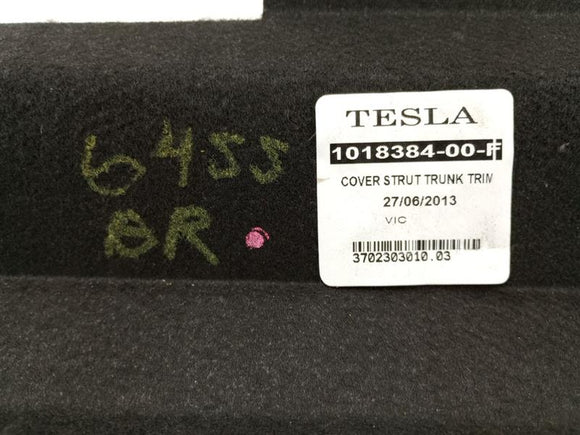 6455
BR.
TESLA
1018384-00-F
COVER STRUT TRUNK TRIM
27/06/2013
VIC
3702303010.03